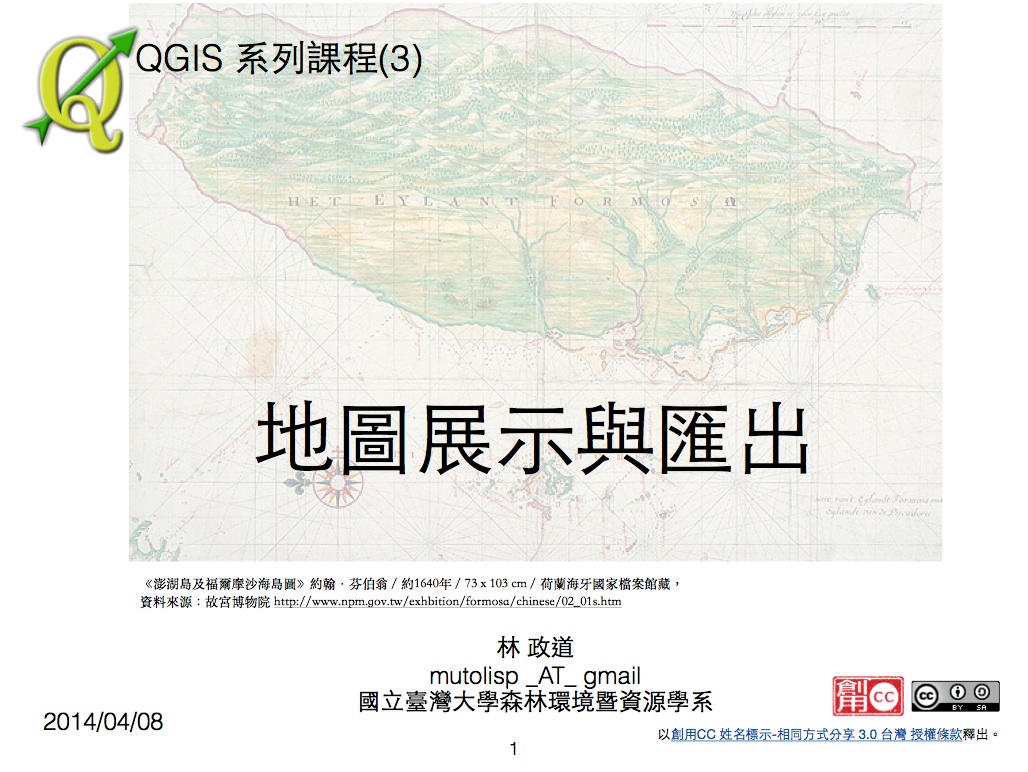 QGIS 系列課程(3)
HET EYLANT FORMOSA
地圖展示與匯出
《澎湖島及福爾摩沙海島圖》約翰．芬伯翁 / 約1640年 / 73 x 103 cm / 荷蘭海牙國家檔案館藏，
資料來源：故宮博物院 http://www.npm.gov.tw/exhbition/formosa/chinese/02_01s.htm
林 政道
mutolisp _AT_ gmail
國立臺灣大學森林環境暨資源學系
2014/04/08
創用 cc
cc BY SA
以創用CC 姓名標示-相同方式分享 3.0 台灣 授權條款釋出。
1